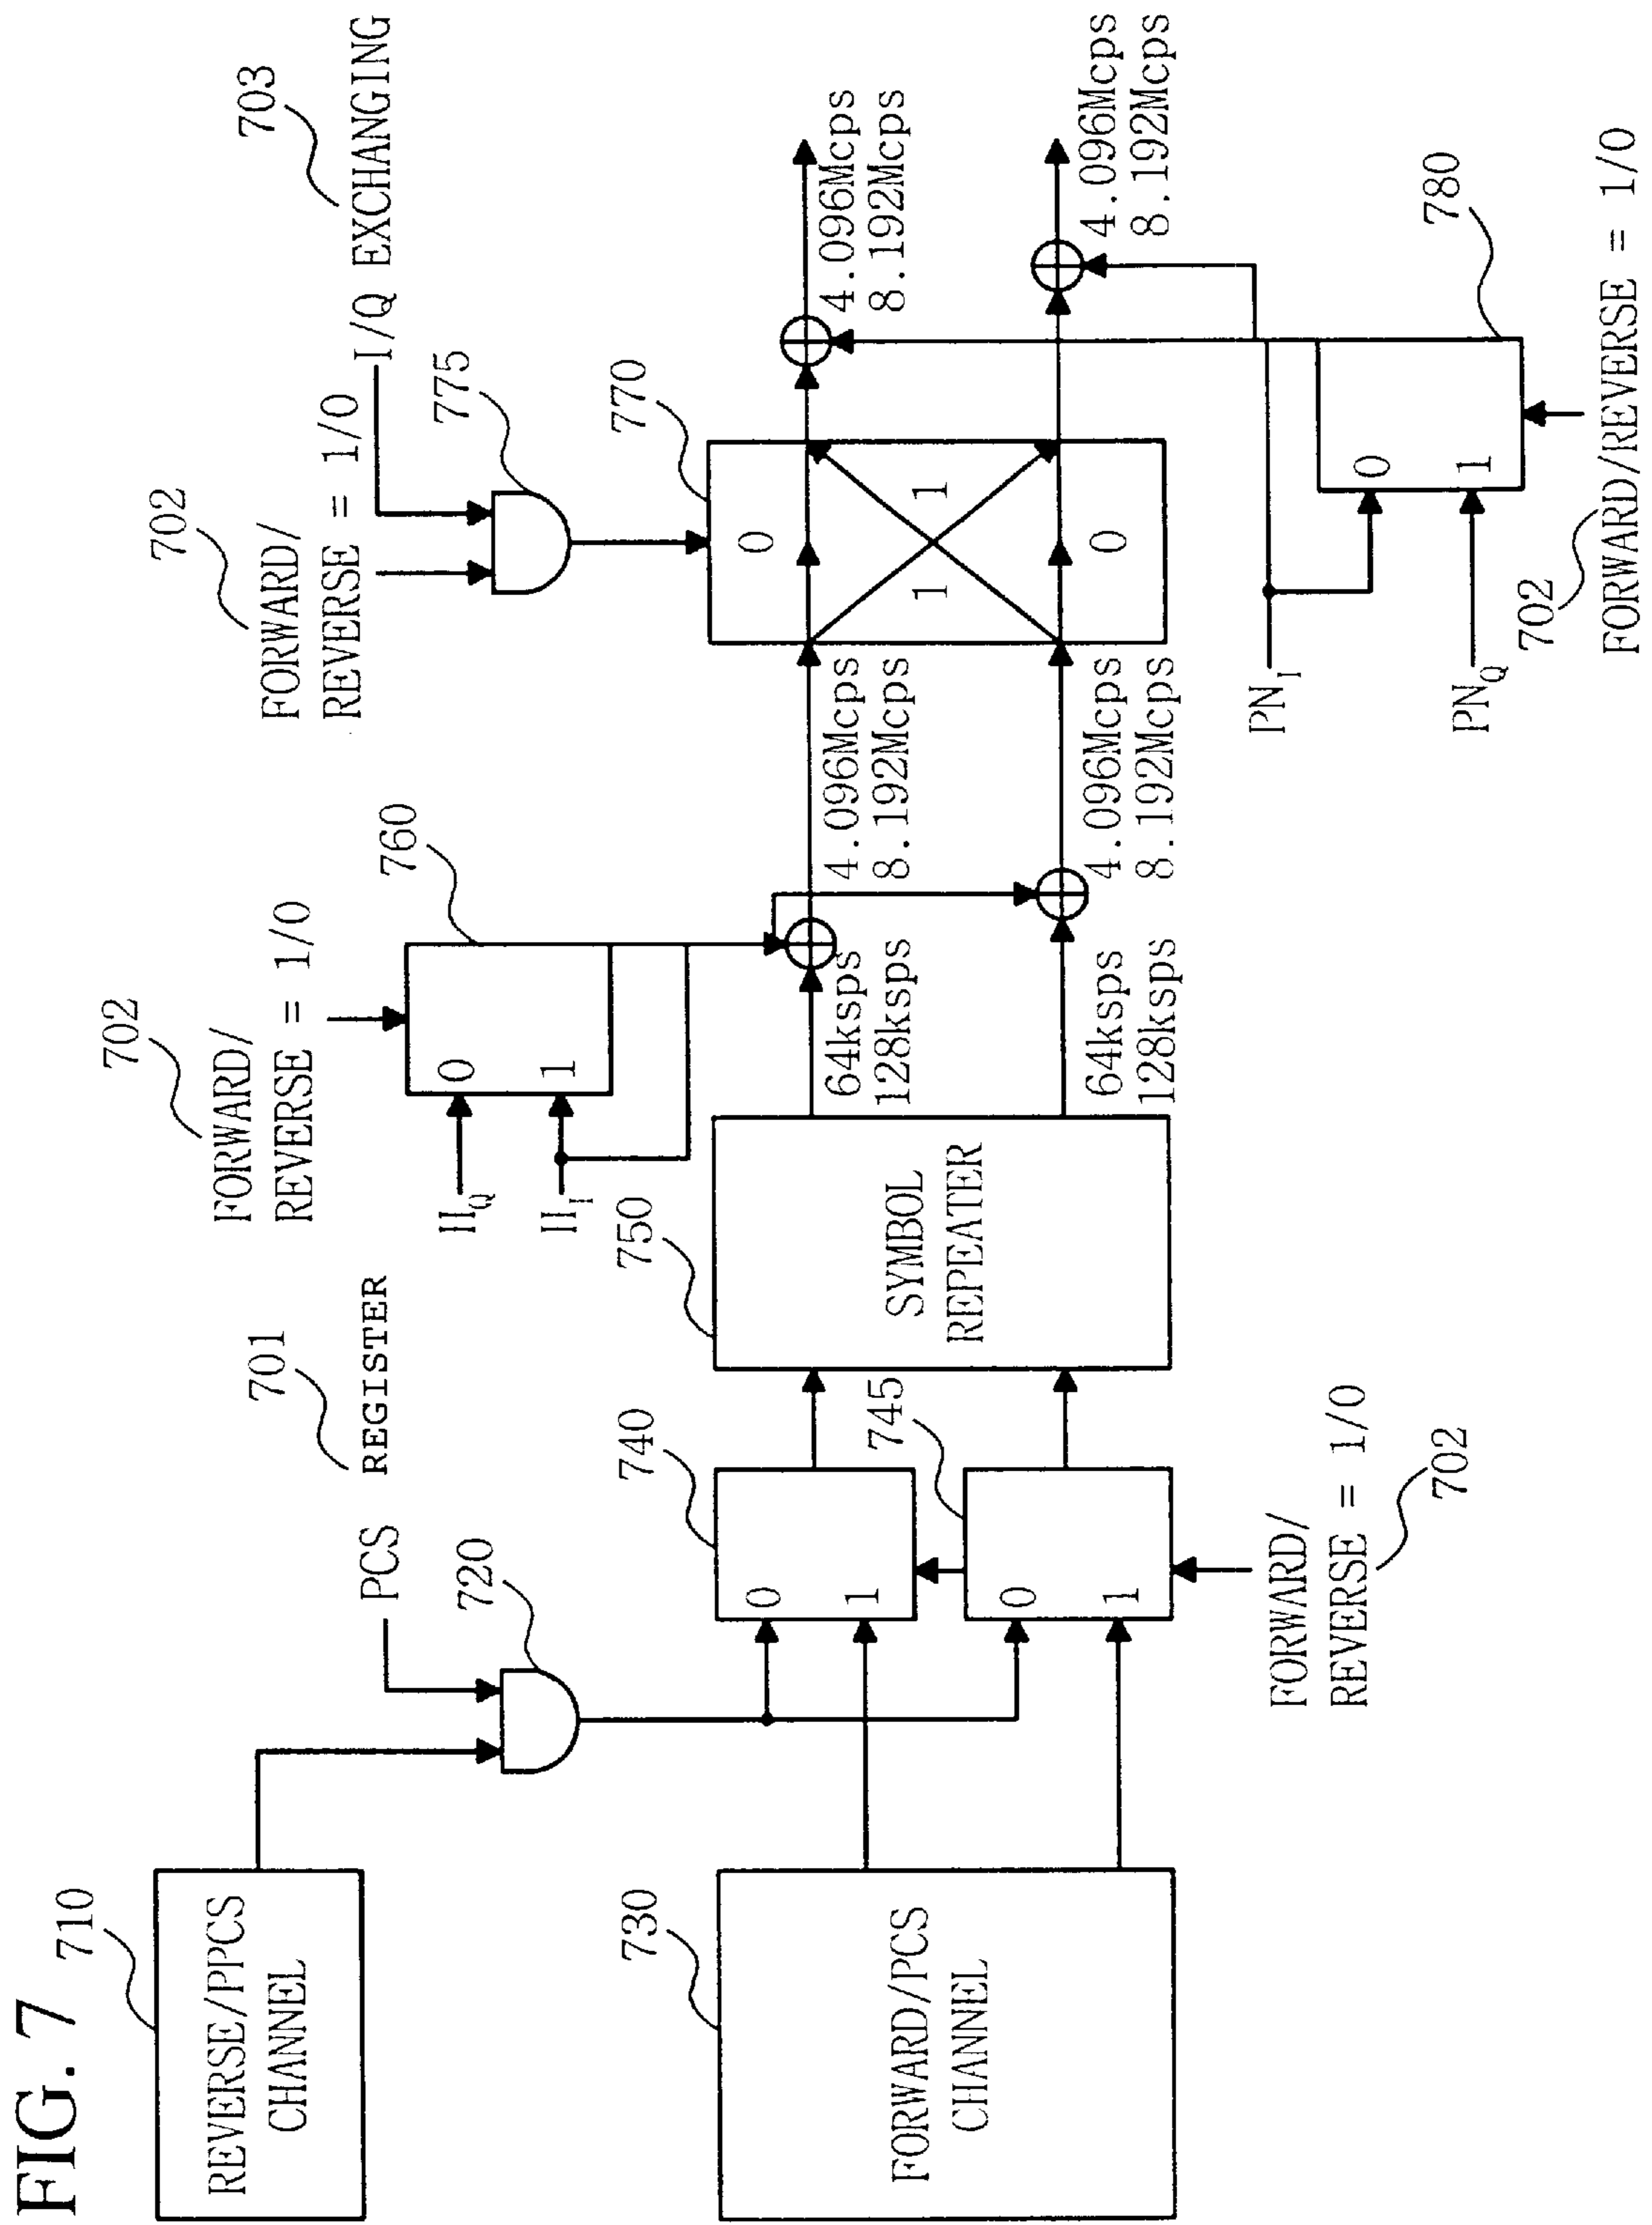 FIG. 7
710
REVERSE/PPCS
CHANNEL
730
FORWARD/PCS
CHANNEL
701
REGISTER
PCS
720
740
0
1
745
0
1
FORWARD/
REVERSE = 1/0
702
750
SYMBOL
REPEATER
702
FORWARD/
REVERSE = 1/0
760
0
1
IIQ
III
64ksps
128ksps
64ksps
128ksps
4.096Mcps
8.192Mcps
4.096Mcps
8.192Mcps
702
FORWARD/
REVERSE = 1/0
703
I/Q EXCHANGING
775
770
0
1
1
0
4.096Mcps
8.192Mcps
4.096Mcps
8.192Mcps
PNI
PNQ
0
1
780
702
FORWARD/REVERSE = 1/0